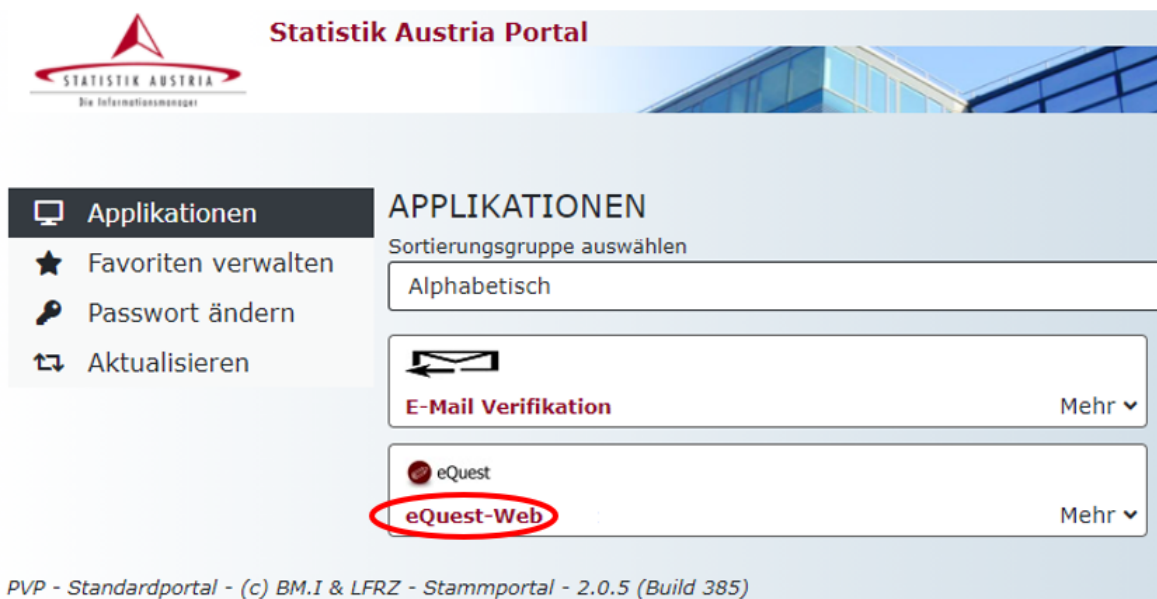 Statistik Austria Portal
STATISTIK AUSTRIA
Die Informationsmanager
Applikationen
Favoriten verwalten
Passwort ändern
Aktualisieren
APPLIKATIONEN
Sortierungsgruppe auswählen
Alphabetisch
E-Mail Verifikation
Mehr
eQuest
eQuest-Web
Mehr
PVP - Standardportal - (c) BM.I & LFRZ - Stammportal - 2.0.5 (Build 385)